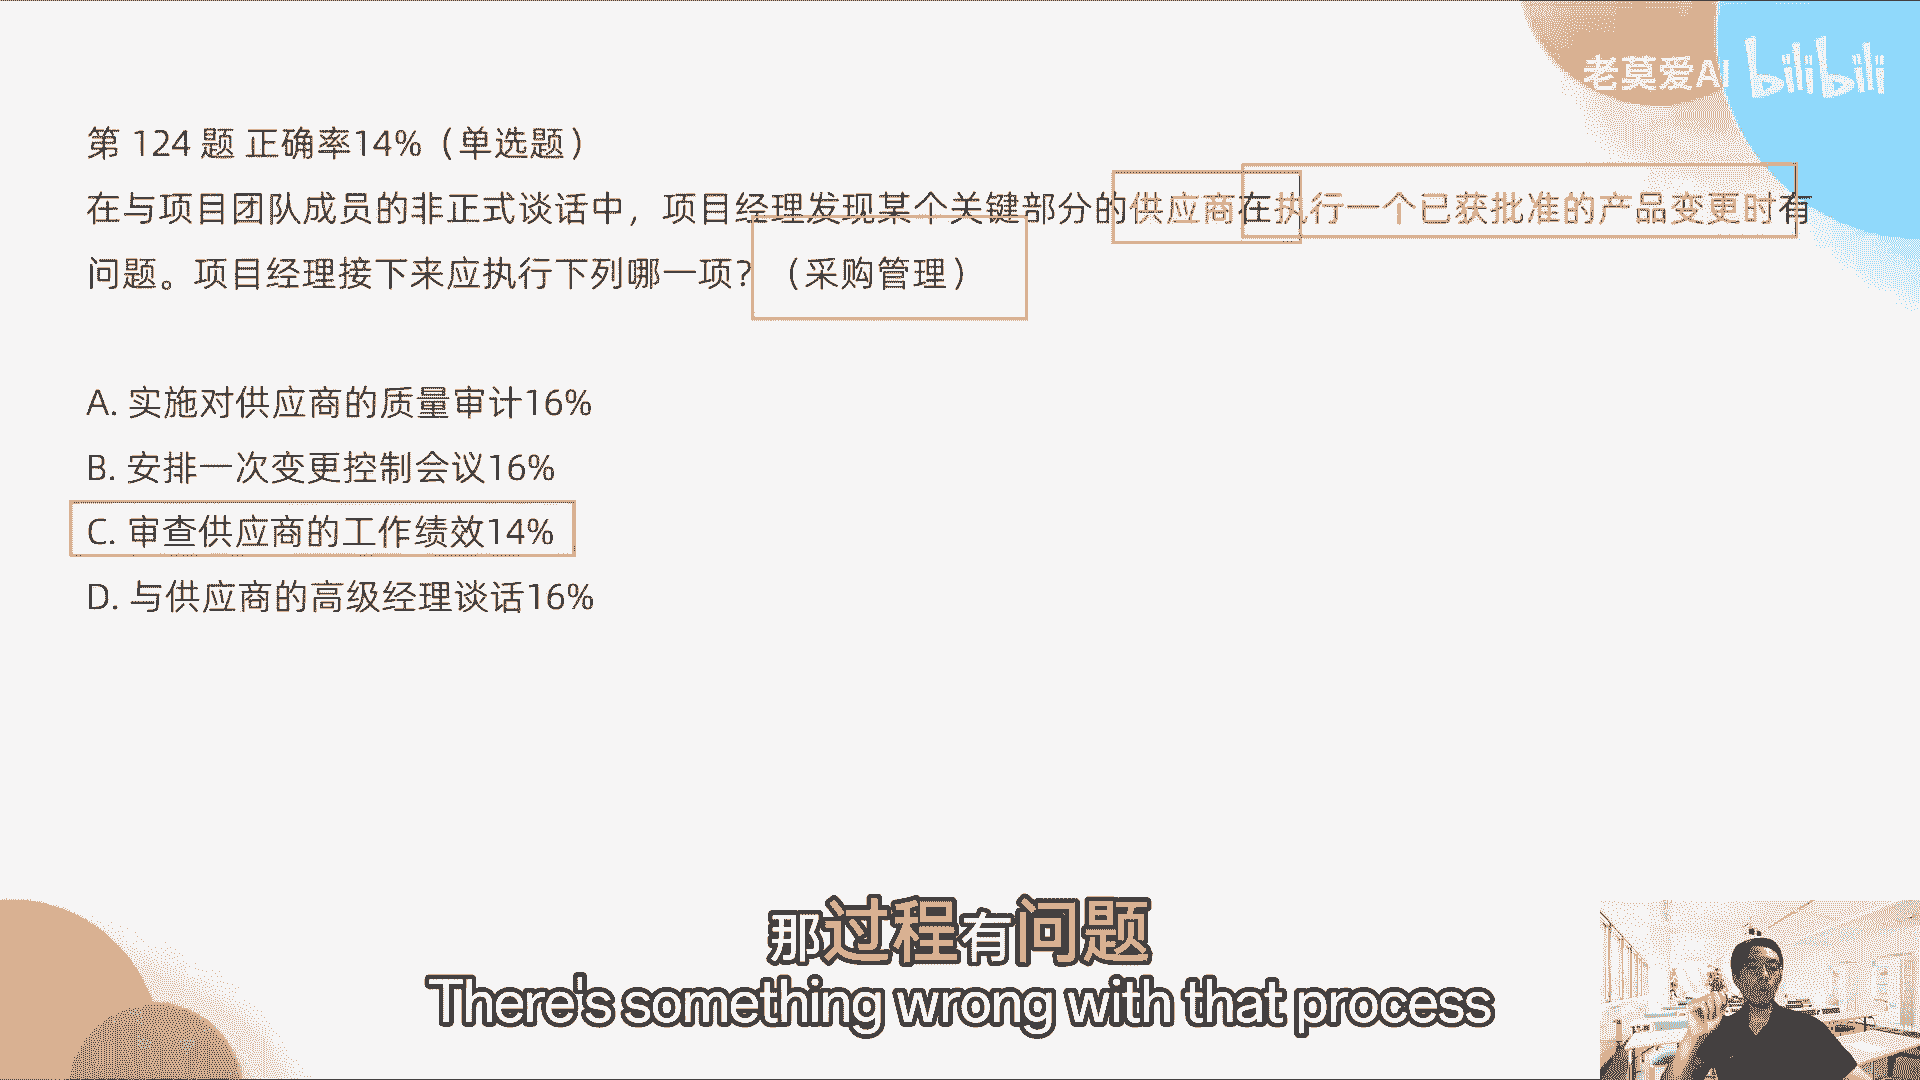 老莫爱AI bilibili
第 124 题 正确率14%（单选题）
在与项目团队成员的非正式谈话中，项目经理发现某个关键部分的供应商在执行一个已获批准的产品变更时有
问题。项目经理接下来应执行下列哪一项？（采购管理）
A. 实施对供应商的质量审计16%
B. 安排一次变更控制会议16%
C. 审查供应商的工作绩效14%
D. 与供应商的高级经理谈话16%
那过程有问题
There's something wrong with that process